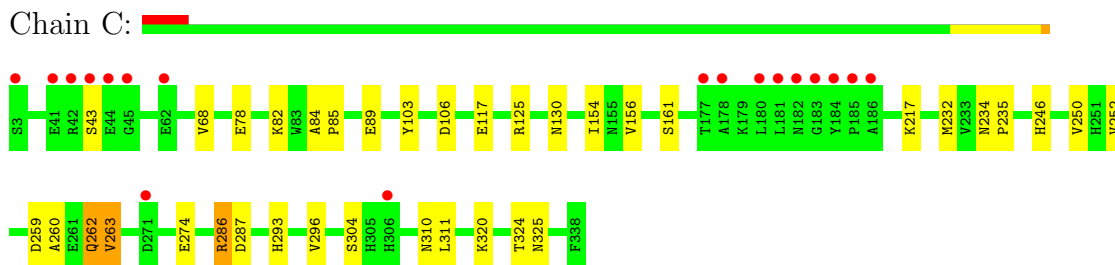 Chain C:
S3 E41 R42 S43 E44 G45 E62 V68 E78 K82 W83 A84 P85 E89 Y103 D106 E117 R125 N130 I154 N155 V156 S161 T177 A178 K179 L180 L181 N182 G183 Y184 P185 A186 K217 M232 V233 N234 P235 H246 V250 H251
D259 A260 E261 Q262 V263 D271 E274 R286 D287 H293 V296 S304 H305 H306 N310 L311 K320 T324 N325 F338